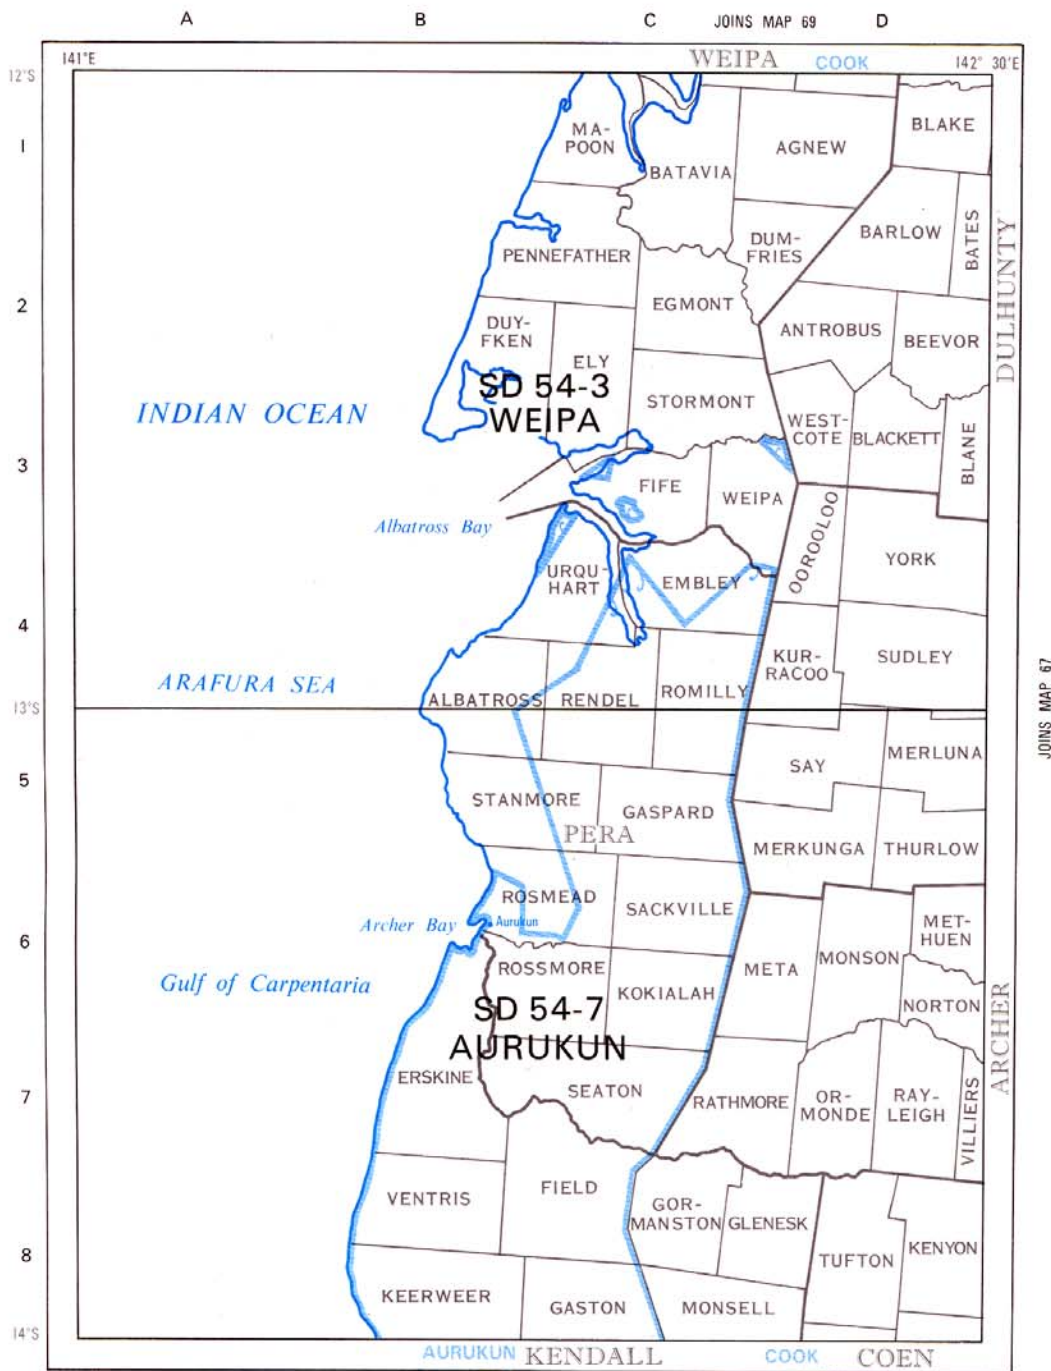 A B C JOINS MAP 69 D
141°E WEIPA COOK 142° 30'E
12°S
1
MA-
POON
BATAVIA
AGNEW
BLAKE
BARLOW
BATES
DUM-
FRIES
PENNEFATHER
DULHUNTY
2
EGMONT
DUY-
FKEN
ANTROBUS
BEEVOR
ELY
SD 54-3
WEIPA
STORMONT
INDIAN OCEAN
WEST-
COTE
BLACKETT
BLANE
3
FIFE
WEIPA
Albatross Bay
OOROOLOO
YORK
URQU-
HART
EMBLEY
4
KUR-
RACOO
SUDLEY
ARAFURA SEA
ALBATROSS
RENDEL
ROMILLY
JOINS MAP 67
13°S
5
SAY
MERLUNA
STANMORE
GASPARD
PERA
MERKUNGA
THURLOW
ROSMEAD
SACKVILLE
Archer Bay
Aurukun
MET-
HUEN
6
MONSON
META
ROSSMORE
KOKIALAH
Gulf of Carpentaria
NORTON
ARCHER
SD 54-7
AURUKUN
7
ERSKINE
SEATON
RATHMORE
OR-
MONDE
RAY-
LEIGH
VILLIERS
VENTRIS
FIELD
GOR-
MANSTON
GLENESK
8
TUFTON
KENYON
KEERWEER
GASTON
MONSELL
14°S
AURUKUN KENDALL COOK COEN